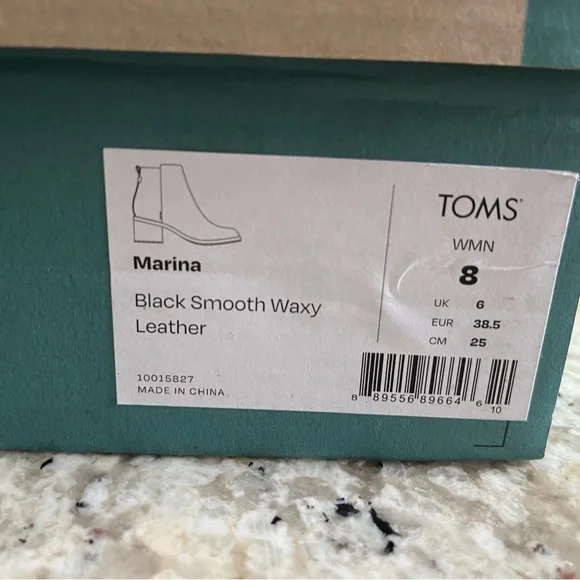 Marina
Black Smooth Waxy
Leather
10015827
MADE IN CHINA
TOMS
WMN
8
UK 6
EUR 38.5
CM 25
8 89556 89664 6
10